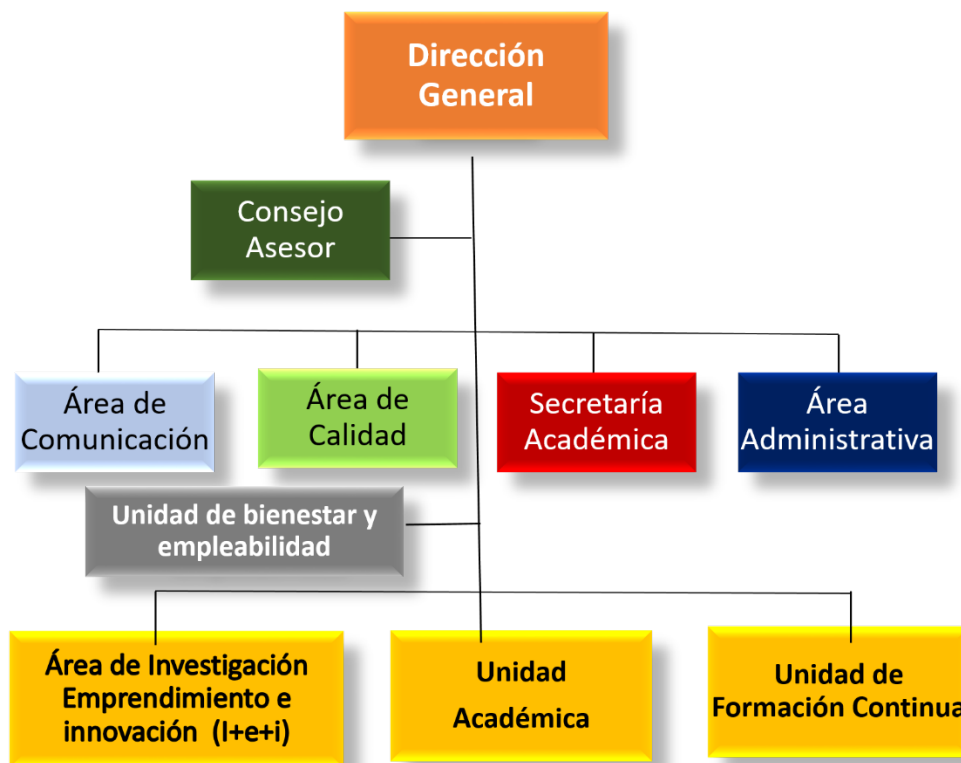 Dirección
General
Consejo
Asesor
Área de
Comunicación
Área de
Calidad
Secretaría
Académica
Área
Administrativa
Unidad de bienestar y
empleabilidad
Área de Investigación
Emprendimiento e
innovación (I+e+i)
Unidad
Académica
Unidad de
Formación Continua